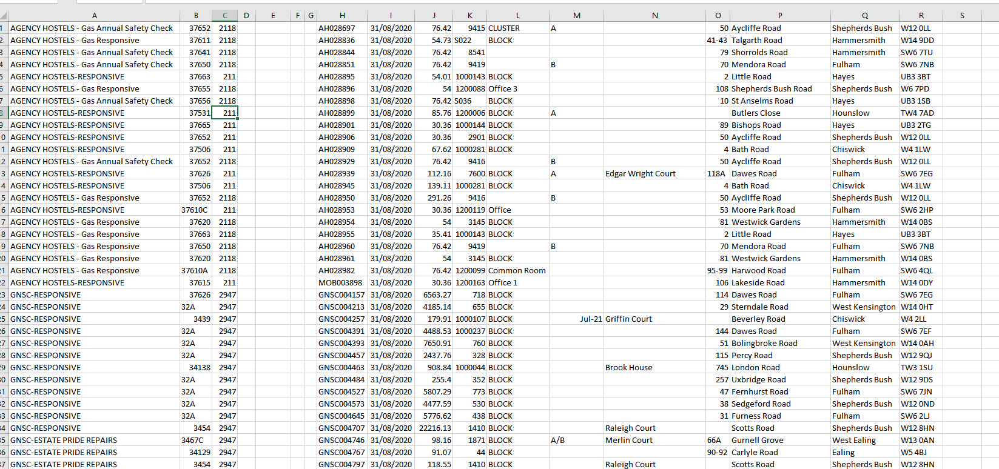 A B C D E F G H I J K L M N O P Q R S
1 AGENCY HOSTELS - Gas Annual Safety Check 37652 2118 AH028697 31/08/2020 76.42 9415 CLUSTER A 50 Aycliffe Road Shepherds Bush W12 0LL
2 AGENCY HOSTELS - Gas Responsive 37611 2118 AH028836 31/08/2020 54.73 S022 BLOCK 41-43 Talgarth Road Hammersmith W14 9DD
3 AGENCY HOSTELS - Gas Annual Safety Check 37641 2118 AH028844 31/08/2020 76.42 8541 79 Shorrolds Road Hammersmith SW6 7TU
4 AGENCY HOSTELS - Gas Annual Safety Check 37650 2118 AH028851 31/08/2020 76.42 9419 B 70 Mendora Road Fulham SW6 7NB
5 AGENCY HOSTELS-RESPONSIVE 37663 211 AH028895 31/08/2020 54.01 1000143 BLOCK 2 Little Road Hayes UB3 3BT
6 AGENCY HOSTELS - Gas Responsive 37655 2118 AH028896 31/08/2020 54 1200088 Office 3 108 Shepherds Bush Road Shepherds Bush W6 7PD
7 AGENCY HOSTELS - Gas Annual Safety Check 37656 2118 AH028898 31/08/2020 76.42 S036 BLOCK 10 St Anselms Road Hayes UB3 1SB
8 AGENCY HOSTELS-RESPONSIVE 37531 211 AH028899 31/08/2020 85.76 1200006 BLOCK A Butlers Close Hounslow TW4 7AD
9 AGENCY HOSTELS-RESPONSIVE 37665 211 AH028901 31/08/2020 30.36 1000144 BLOCK 89 Bishops Road Hayes UB3 2TG
0 AGENCY HOSTELS-RESPONSIVE 37652 211 AH028906 31/08/2020 30.36 2901 BLOCK 50 Aycliffe Road Shepherds Bush W12 0LL
1 AGENCY HOSTELS-RESPONSIVE 37506 211 AH028909 31/08/2020 67.62 1000281 BLOCK 4 Bath Road Chiswick W4 1LW
2 AGENCY HOSTELS - Gas Annual Safety Check 37652 2118 AH028929 31/08/2020 76.42 9416 B 50 Aycliffe Road Shepherds Bush W12 0LL
3 AGENCY HOSTELS-RESPONSIVE 37626 211 AH028939 31/08/2020 112.16 7600 BLOCK A Edgar Wright Court 118A Dawes Road Fulham SW6 7EG
4 AGENCY HOSTELS-RESPONSIVE 37506 211 AH028945 31/08/2020 139.11 1000281 BLOCK 4 Bath Road Chiswick W4 1LW
5 AGENCY HOSTELS - Gas Responsive 37652 2118 AH028950 31/08/2020 291.26 9416 B 50 Aycliffe Road Shepherds Bush W12 0LL
6 AGENCY HOSTELS-RESPONSIVE 37610C 211 AH028953 31/08/2020 30.36 1200119 Office 53 Moore Park Road Fulham SW6 2HP
7 AGENCY HOSTELS - Gas Responsive 37620 2118 AH028954 31/08/2020 54 3145 BLOCK 81 Westwick Gardens Hammersmith W14 0BS
8 AGENCY HOSTELS - Gas Responsive 37663 2118 AH028955 31/08/2020 35.41 1000143 BLOCK 2 Little Road Hayes UB3 3BT
9 AGENCY HOSTELS - Gas Responsive 37650 2118 AH028960 31/08/2020 76.42 9419 B 70 Mendora Road Fulham SW6 7NB
20 AGENCY HOSTELS - Gas Responsive 37620 2118 AH028961 31/08/2020 54 3145 BLOCK 81 Westwick Gardens Hammersmith W14 0BS
21 AGENCY HOSTELS - Gas Responsive 37610A 2118 AH028982 31/08/2020 76.42 1200099 Common Room 95-99 Harwood Road Fulham SW6 4QL
22 AGENCY HOSTELS-RESPONSIVE 37615 211 MOB003898 31/08/2020 30.36 1200163 Office 1 106 Lakeside Road Hammersmith W14 0DY
23 GNSC-RESPONSIVE 37626 2947 GNSC004157 31/08/2020 6563.27 718 BLOCK 114 Dawes Road Fulham SW6 7EG
24 GNSC-RESPONSIVE 32A 2947 GNSC004213 31/08/2020 4185.14 655 BLOCK 29 Sterndale Road West Kensington W14 0HT
25 GNSC-RESPONSIVE 3439 2947 GNSC004257 31/08/2020 179.91 1000107 BLOCK Jul-21 Griffin Court Beverley Road Chiswick W4 2LL
26 GNSC-RESPONSIVE 32A 2947 GNSC004391 31/08/2020 4488.53 1000237 BLOCK 144 Dawes Road Fulham SW6 7EF
27 GNSC-RESPONSIVE 32A 2947 GNSC004393 31/08/2020 7650.91 760 BLOCK 51 Bolingbroke Road West Kensington W14 0AH
28 GNSC-RESPONSIVE 32A 2947 GNSC004457 31/08/2020 2437.76 328 BLOCK 115 Percy Road Shepherds Bush W12 9QJ
29 GNSC-RESPONSIVE 34138 2947 GNSC004463 31/08/2020 908.84 1000044 BLOCK Brook House 745 London Road Hounslow TW3 1SU
30 GNSC-RESPONSIVE 32A 2947 GNSC004484 31/08/2020 255.4 352 BLOCK 257 Uxbridge Road Shepherds Bush W12 9DS
31 GNSC-RESPONSIVE 32A 2947 GNSC004527 31/08/2020 5807.29 773 BLOCK 47 Fernhurst Road Fulham SW6 7JN
32 GNSC-RESPONSIVE 32A 2947 GNSC004573 31/08/2020 4477.59 530 BLOCK 38 Sedgeford Road Shepherds Bush W12 0ND
33 GNSC-RESPONSIVE 32A 2947 GNSC004645 31/08/2020 5776.62 438 BLOCK 31 Furness Road Fulham SW6 2LJ
34 GNSC-RESPONSIVE 3454 2947 GNSC004707 31/08/2020 22216.13 1410 BLOCK Raleigh Court Scotts Road Shepherds Bush W12 8HN
35 GNSC-ESTATE PRIDE REPAIRS 3467C 2947 GNSC004746 31/08/2020 98.16 1871 BLOCK A/B Merlin Court 66A Gurnell Grove West Ealing W13 0AN
36 GNSC-ESTATE PRIDE REPAIRS 34129 2947 GNSC004767 31/08/2020 91.07 44 BLOCK 90-92 Carlyle Road Ealing W5 4BJ
37 GNSC-ESTATE PRIDE REPAIRS 3454 2947 GNSC004797 31/08/2020 118.55 1410 BLOCK Raleigh Court Scotts Road Shepherds Bush W12 8HN